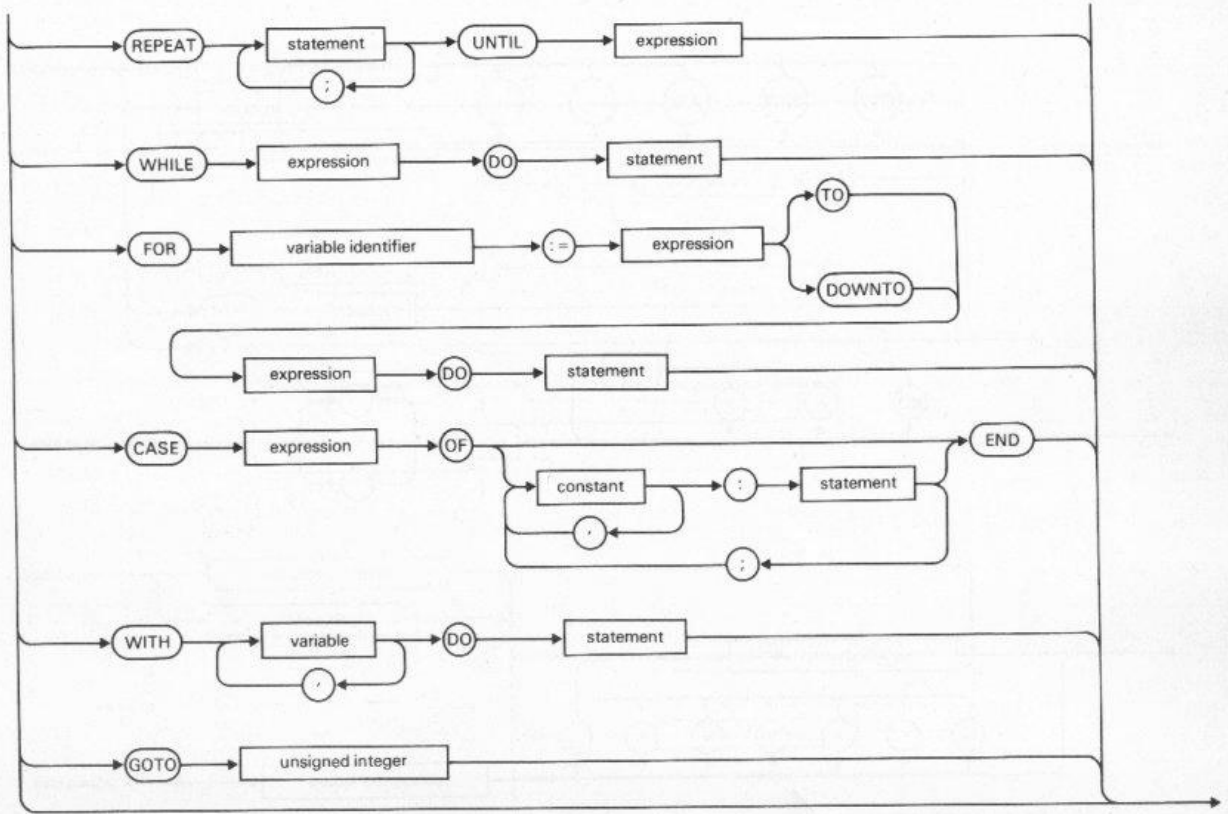 REPEAT statement UNTIL expression
;
WHILE expression DO statement
TO
FOR variable identifier := expression
DOWNTO
expression DO statement
CASE expression OF END
constant : statement
,
;
WITH variable DO statement
,
GOTO unsigned integer